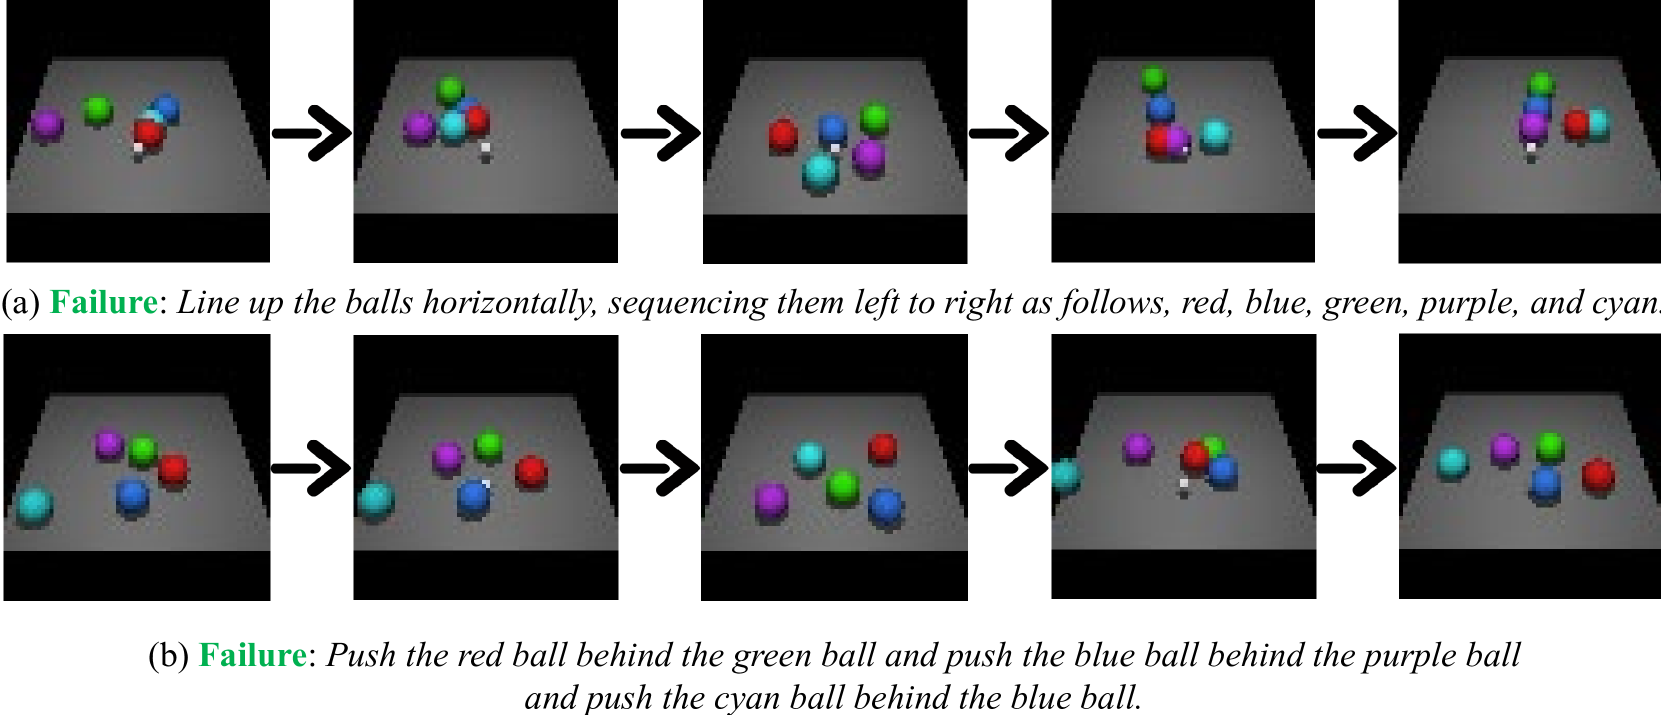 (a) Failure: Line up the balls horizontally, sequencing them left to right as follows, red, blue, green, purple, and cyan.
(b) Failure: Push the red ball behind the green ball and push the blue ball behind the purple ball
and push the cyan ball behind the blue ball.